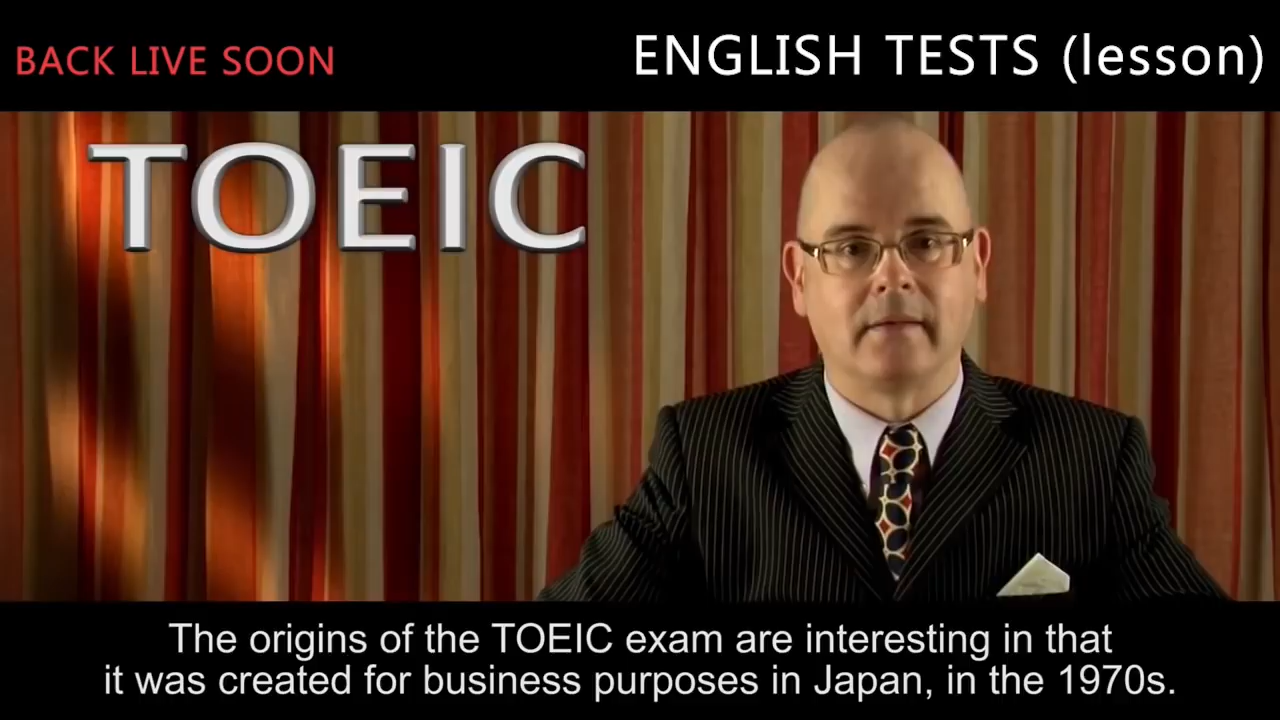 BACK LIVE SOON
ENGLISH TESTS (lesson)
TOEIC
The origins of the TOEIC exam are interesting in that
it was created for business purposes in Japan, in the 1970s.